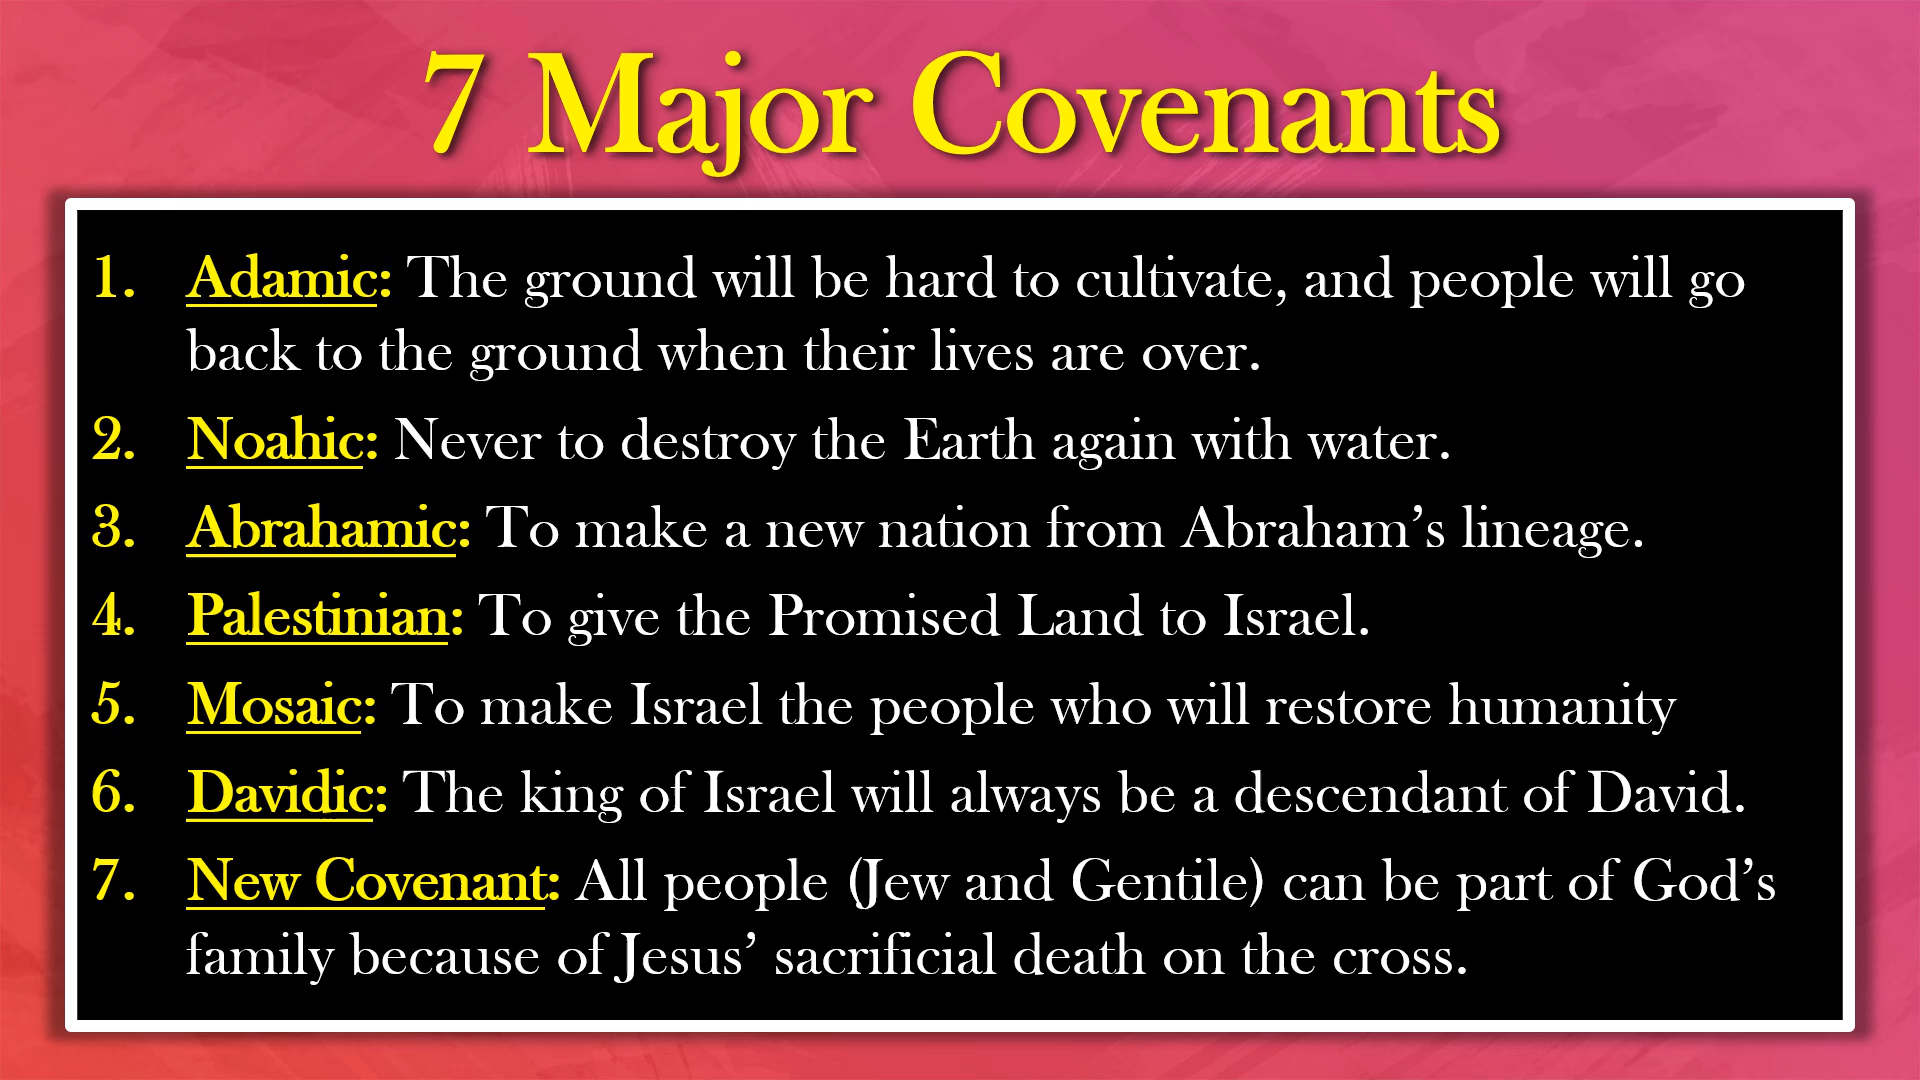 7 Major Covenants
1. Adamic: The ground will be hard to cultivate, and people will go
back to the ground when their lives are over.
2. Noahic: Never to destroy the Earth again with water.
3. Abrahamic: To make a new nation from Abraham’s lineage.
4. Palestinian: To give the Promised Land to Israel.
5. Mosaic: To make Israel the people who will restore humanity
6. Davidic: The king of Israel will always be a descendant of David.
7. New Covenant: All people (Jew and Gentile) can be part of God’s
family because of Jesus’ sacrificial death on the cross.